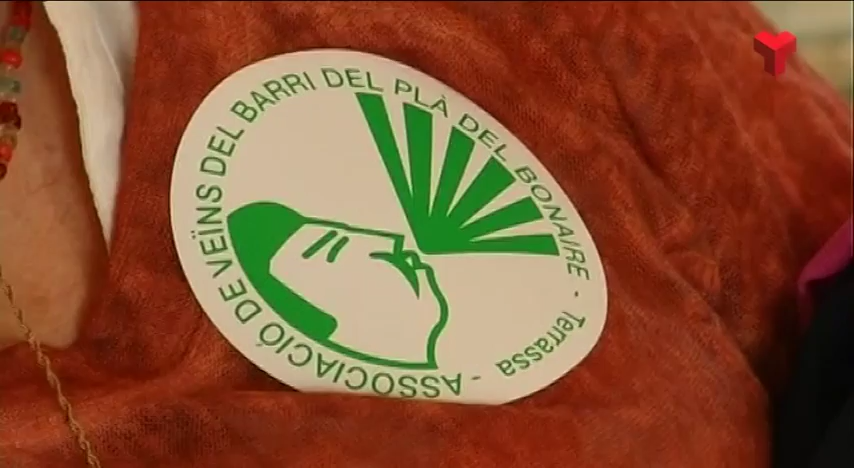 ASSOCIACIÓ DE VEÏNS DEL BARRI DEL PLÀ DEL BONAIRE - Terrassa -